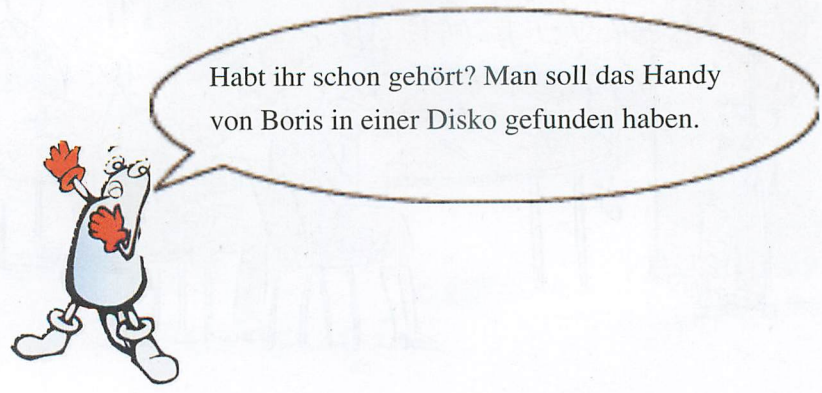 Habt ihr schon gehört? Man soll das Handy
von Boris in einer Disko gefunden haben.